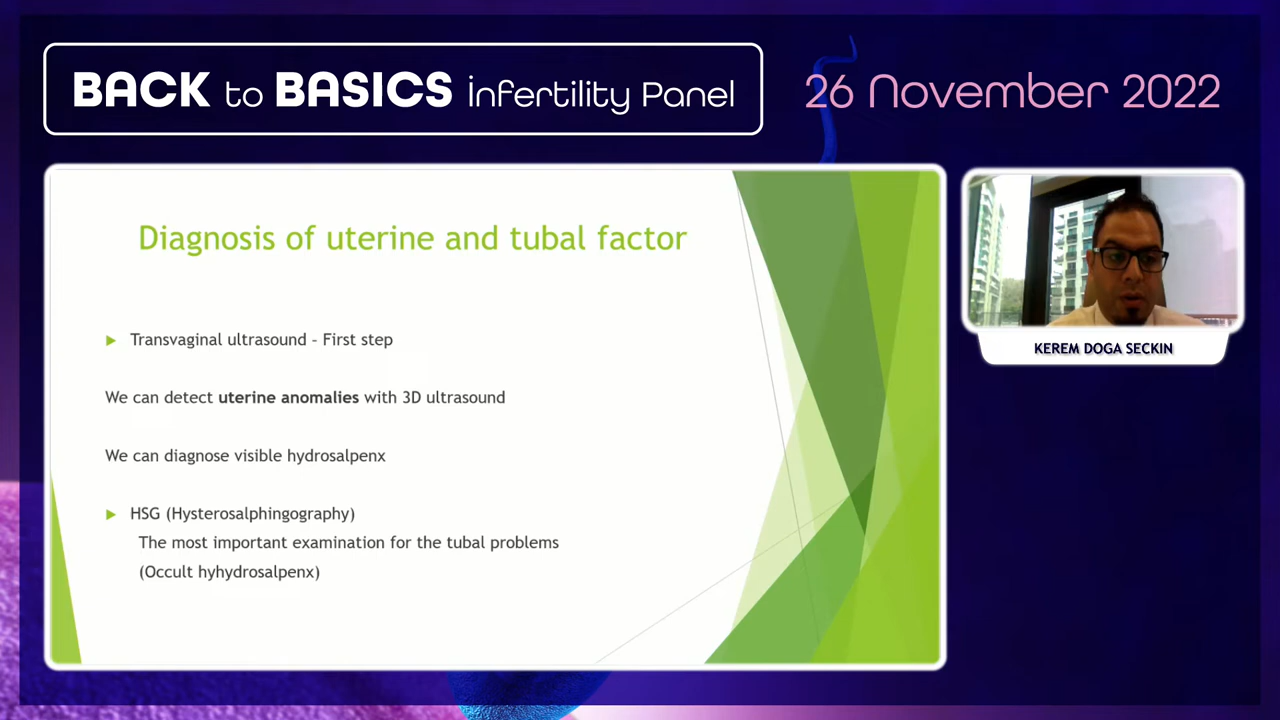 BACK to BASICS infertility Panel
26 November 2022
Diagnosis of uterine and tubal factor
Transvaginal ultrasound – First step
We can detect uterine anomalies with 3D ultrasound
We can diagnose visible hydrosalpenx
HSG (Hysterosalphingography)
The most important examination for the tubal problems
(Occult hyhydrosalpenx)
KEREM DOGA SECKIN